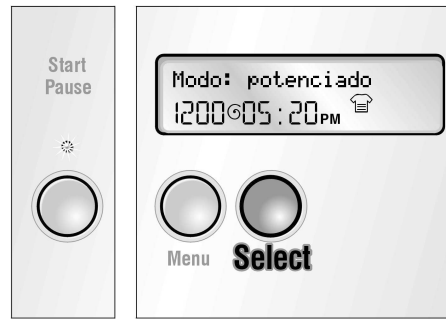 Start
Pause
Modo: potenciado
1200 05:20PM
Menu
Select